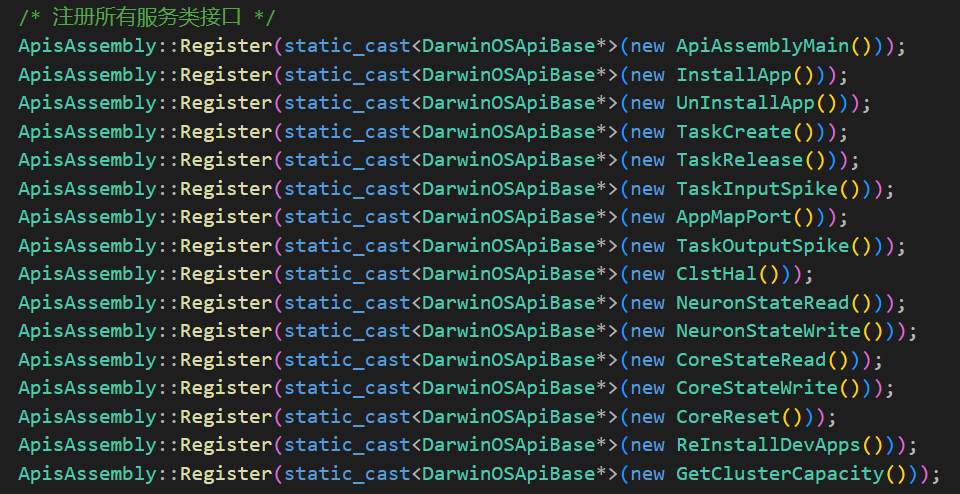 /* 注册所有服务类接口 */
ApisAssembly::Register(static_cast<DarwinOSApiBase*>(new ApiAssemblyMain()));
ApisAssembly::Register(static_cast<DarwinOSApiBase*>(new InstallApp()));
ApisAssembly::Register(static_cast<DarwinOSApiBase*>(new UnInstallApp()));
ApisAssembly::Register(static_cast<DarwinOSApiBase*>(new TaskCreate()));
ApisAssembly::Register(static_cast<DarwinOSApiBase*>(new TaskRelease()));
ApisAssembly::Register(static_cast<DarwinOSApiBase*>(new TaskInputSpike()));
ApisAssembly::Register(static_cast<DarwinOSApiBase*>(new AppMapPort()));
ApisAssembly::Register(static_cast<DarwinOSApiBase*>(new TaskOutputSpike()));
ApisAssembly::Register(static_cast<DarwinOSApiBase*>(new ClstHal()));
ApisAssembly::Register(static_cast<DarwinOSApiBase*>(new NeuronStateRead()));
ApisAssembly::Register(static_cast<DarwinOSApiBase*>(new NeuronStateWrite()));
ApisAssembly::Register(static_cast<DarwinOSApiBase*>(new CoreStateRead()));
ApisAssembly::Register(static_cast<DarwinOSApiBase*>(new CoreStateWrite()));
ApisAssembly::Register(static_cast<DarwinOSApiBase*>(new CoreReset()));
ApisAssembly::Register(static_cast<DarwinOSApiBase*>(new ReInstallDevApps()));
ApisAssembly::Register(static_cast<DarwinOSApiBase*>(new GetClusterCapacity()));